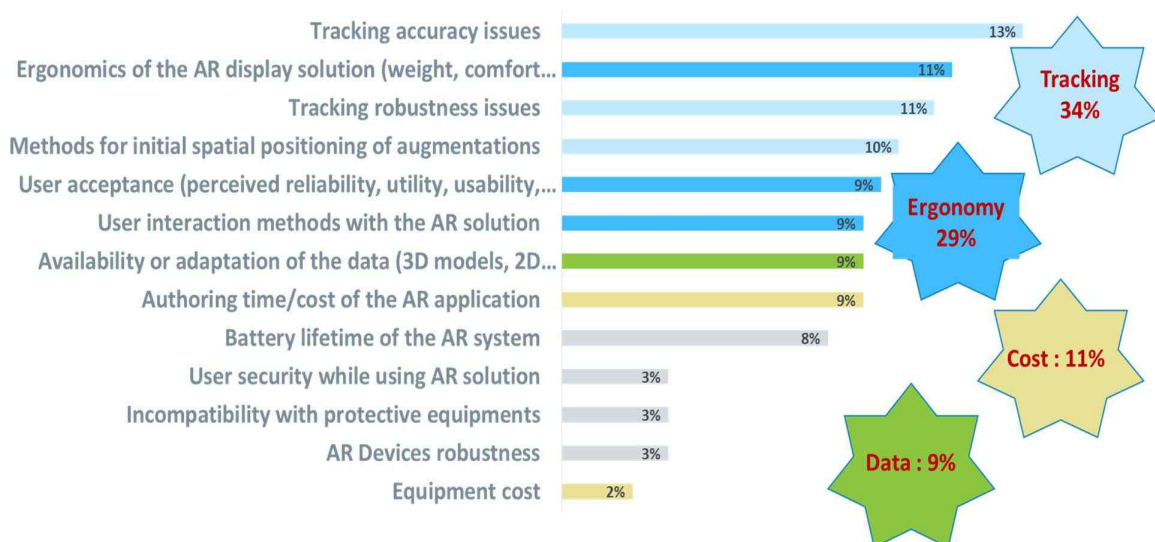 Tracking accuracy issues 13%
Ergonomics of the AR display solution (weight, comfort... 11%
Tracking robustness issues 11%
Methods for initial spatial positioning of augmentations 10%
User acceptance (perceived reliability, utility, usability,... 9%
User interaction methods with the AR solution 9%
Availability or adaptation of the data (3D models, 2D... 9%
Authoring time/cost of the AR application 9%
Battery lifetime of the AR system 8%
User security while using AR solution 3%
Incompatibility with protective equipments 3%
AR Devices robustness 3%
Equipment cost 2%
Tracking
34%
Ergonomy
29%
Cost : 11%
Data : 9%